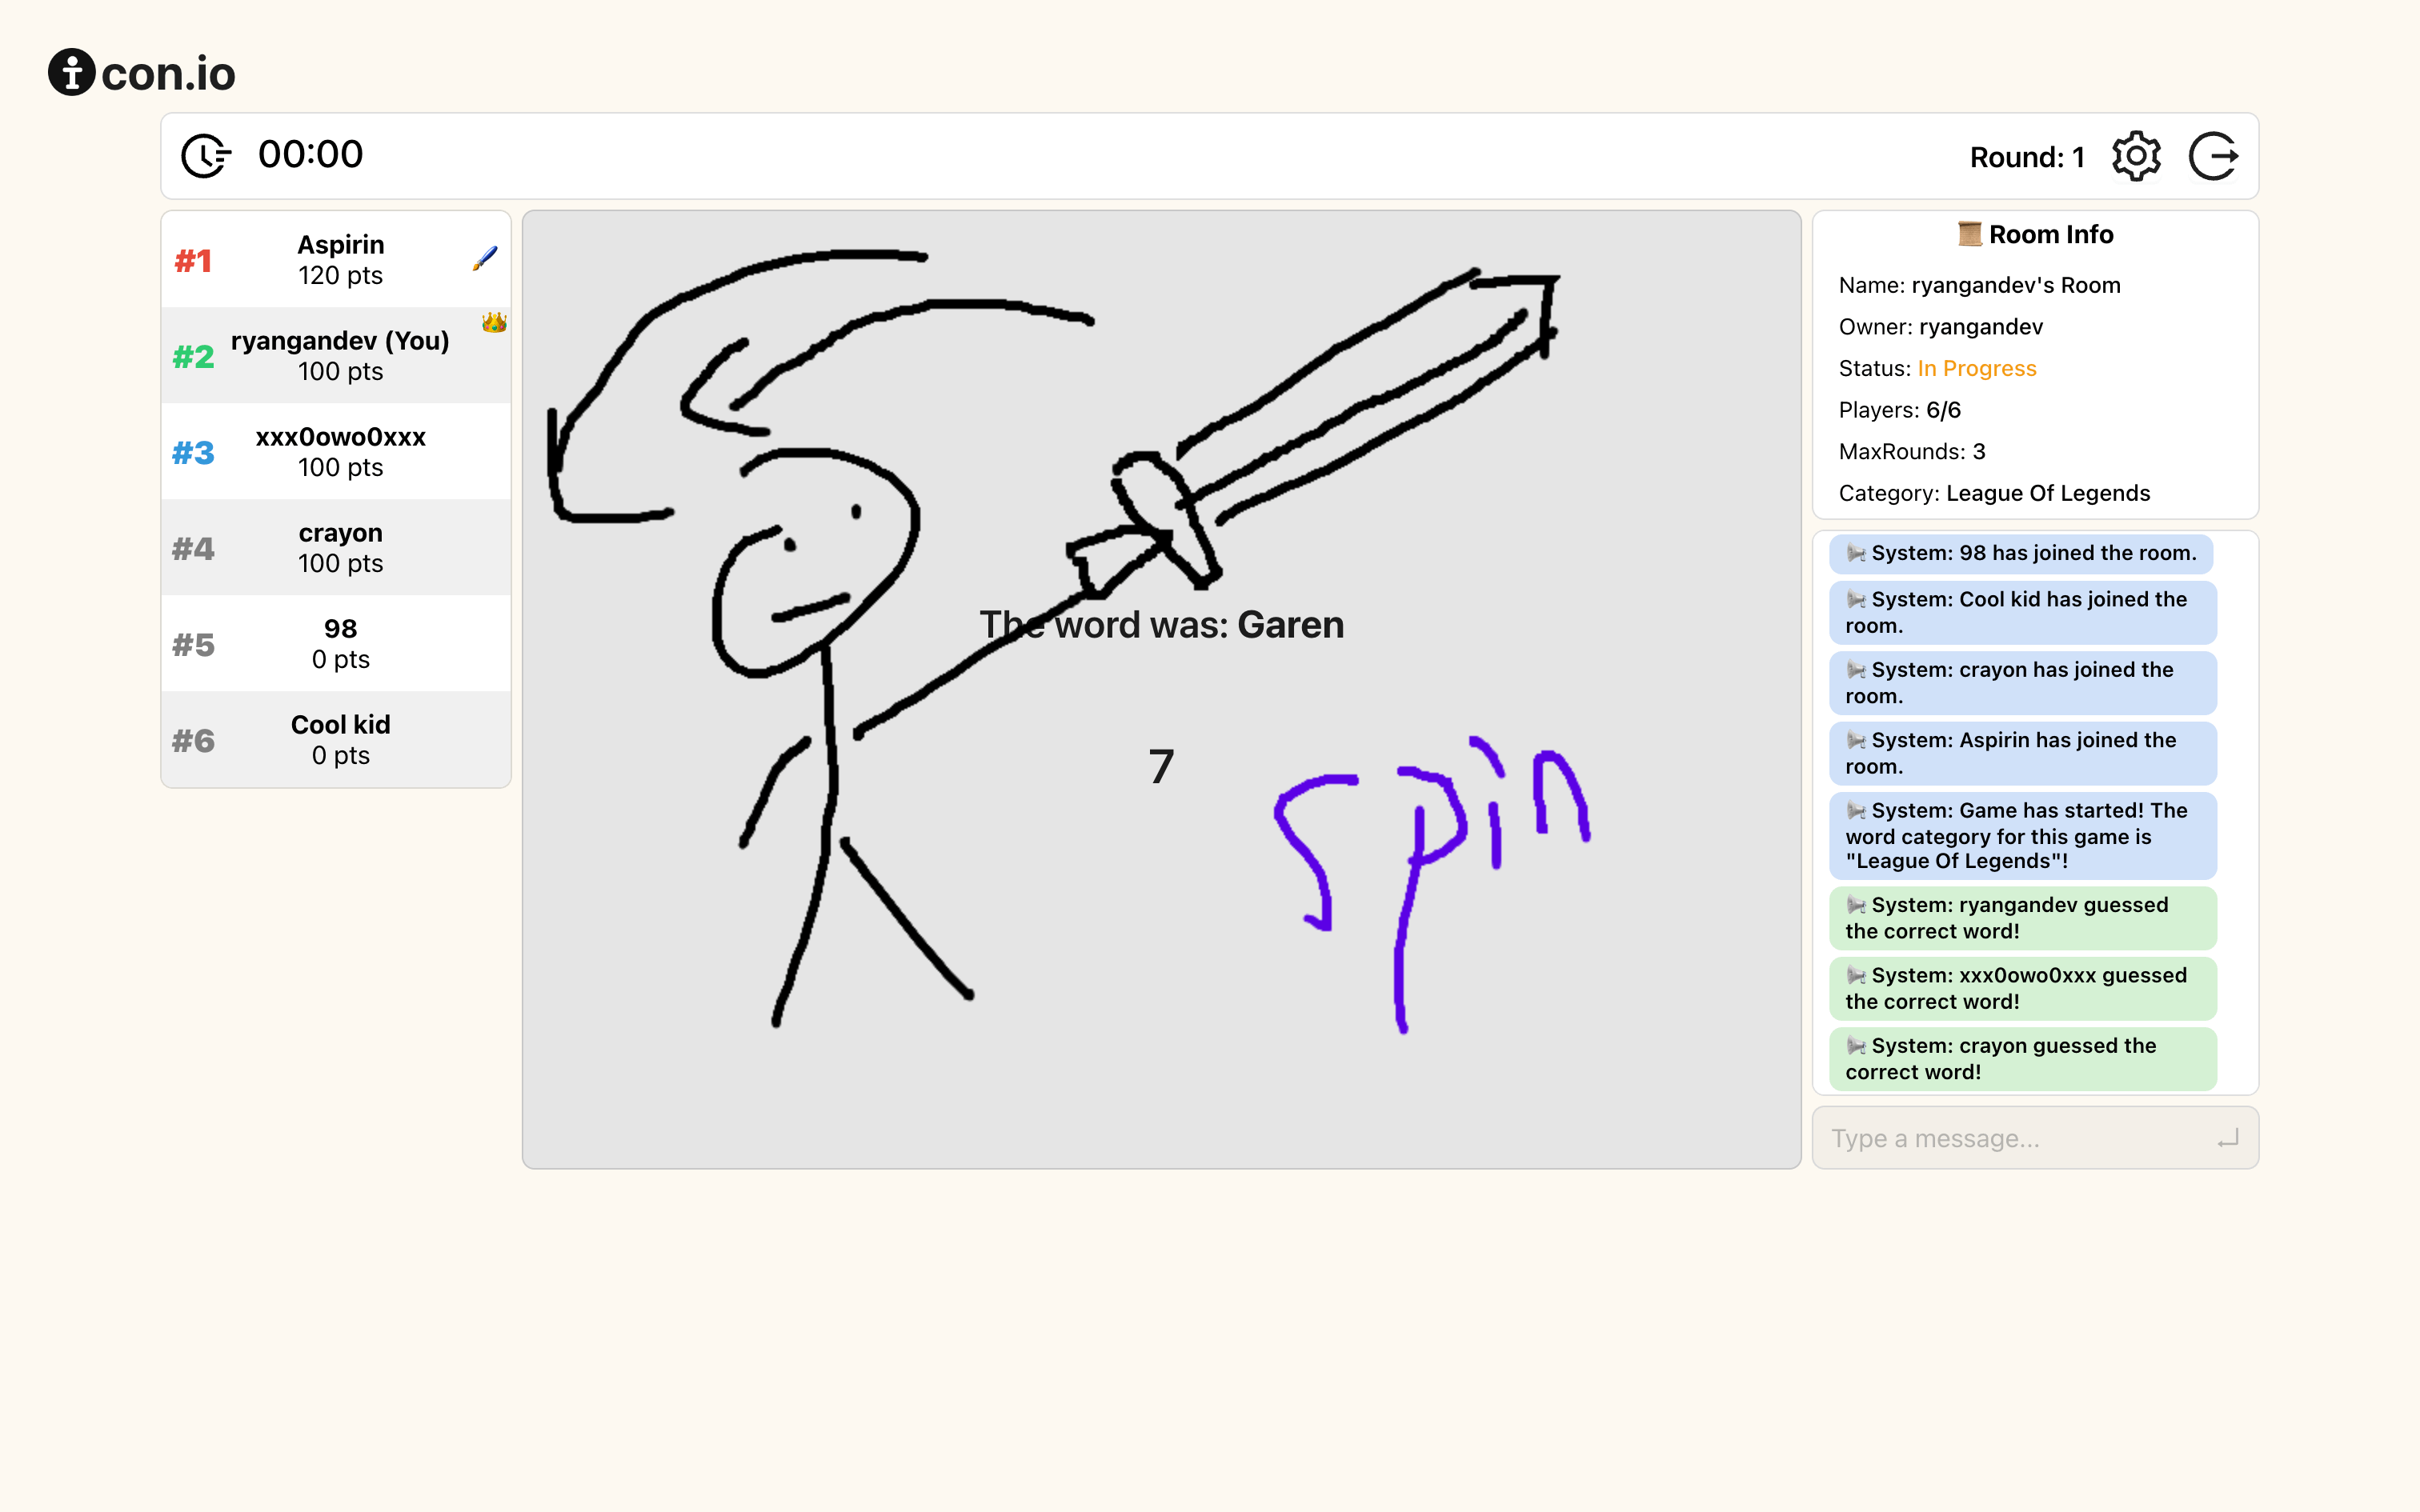 con.io
00:00
Round: 1
#1
Aspirin
120 pts
#2
ryangandev (You)
100 pts
#3
xxx0owo0xxx
100 pts
#4
crayon
100 pts
#5
98
0 pts
#6
Cool kid
0 pts
The word was: Garen
7
spin
Room Info
Name: ryangandev's Room
Owner: ryangandev
Status: In Progress
Players: 6/6
MaxRounds: 3
Category: League Of Legends
System: 98 has joined the room.
System: Cool kid has joined the
room.
System: crayon has joined the
room.
System: Aspirin has joined the
room.
System: Game has started! The
word category for this game is
"League Of Legends"!
System: ryangandev guessed
the correct word!
System: xxx0owo0xxx guessed
the correct word!
System: crayon guessed the
correct word!
Type a message...